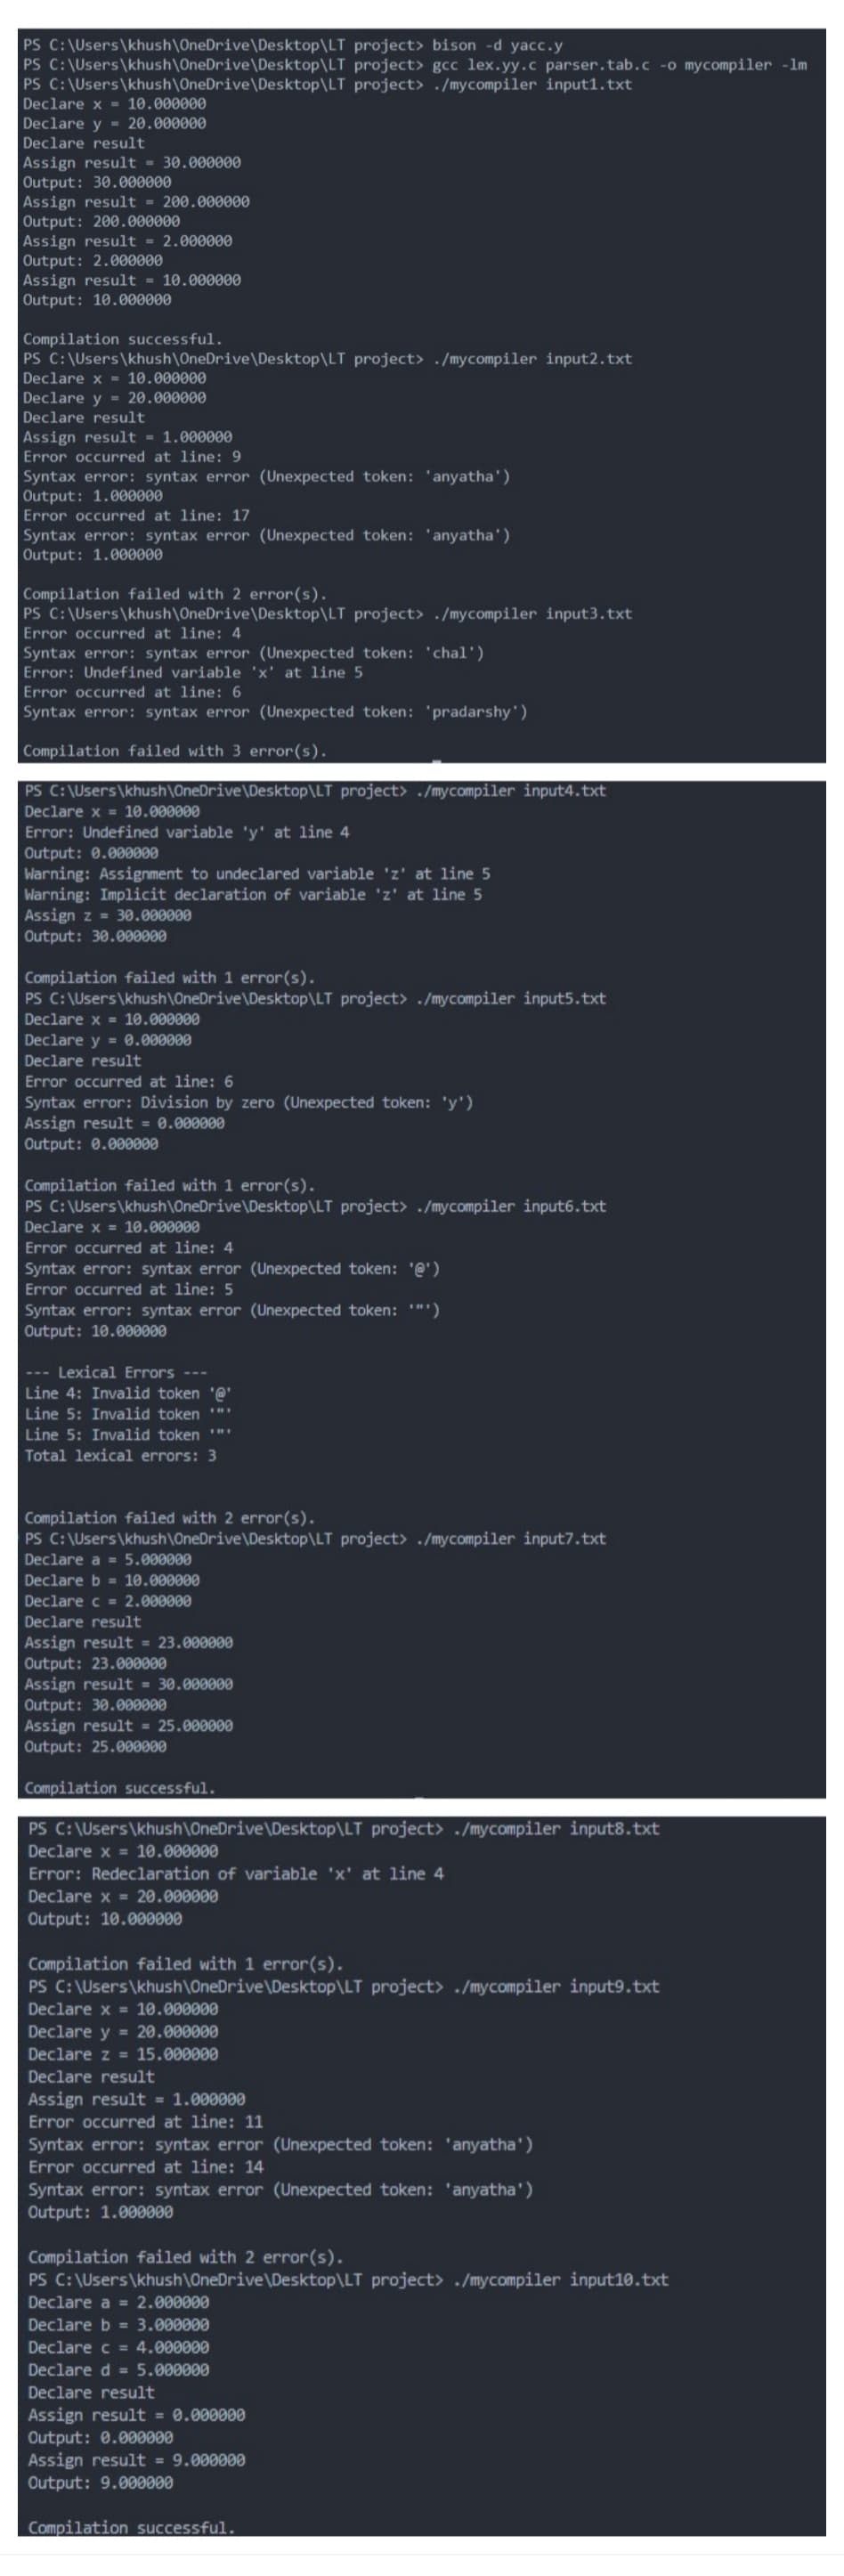 PS C:\Users\khush\OneDrive\Desktop\LT project> bison -d yacc.y
PS C:\Users\khush\OneDrive\Desktop\LT project> gcc lex.yy.c parser.tab.c -o mycompiler -lm
PS C:\Users\khush\OneDrive\Desktop\LT project> ./mycompiler input1.txt
Declare x = 10.000000
Declare y = 20.000000
Declare result
Assign result = 30.000000
Output: 30.000000
Assign result = 200.000000
Output: 200.000000
Assign result = 2.000000
Output: 2.000000
Assign result = 10.000000
Output: 10.000000

Compilation successful.
PS C:\Users\khush\OneDrive\Desktop\LT project> ./mycompiler input2.txt
Declare x = 10.000000
Declare y = 20.000000
Declare result
Assign result = 1.000000
Error occurred at line: 9
Syntax error: syntax error (Unexpected token: 'anyatha')
Output: 1.000000
Error occurred at line: 17
Syntax error: syntax error (Unexpected token: 'anyatha')
Output: 1.000000

Compilation failed with 2 error(s).
PS C:\Users\khush\OneDrive\Desktop\LT project> ./mycompiler input3.txt
Error occurred at line: 4
Syntax error: syntax error (Unexpected token: 'chal')
Error: Undefined variable 'x' at line 5
Error occurred at line: 6
Syntax error: syntax error (Unexpected token: 'pradarshy')

Compilation failed with 3 error(s).
PS C:\Users\khush\OneDrive\Desktop\LT project> ./mycompiler input4.txt
Declare x = 10.000000
Error: Undefined variable 'y' at line 4
Output: 0.000000
Warning: Assignment to undeclared variable 'z' at line 5
Warning: Implicit declaration of variable 'z' at line 5
Assign z = 30.000000
Output: 30.000000

Compilation failed with 1 error(s).
PS C:\Users\khush\OneDrive\Desktop\LT project> ./mycompiler input5.txt
Declare x = 10.000000
Declare y = 0.000000
Declare result
Error occurred at line: 6
Syntax error: Division by zero (Unexpected token: 'y')
Assign result = 0.000000
Output: 0.000000

Compilation failed with 1 error(s).
PS C:\Users\khush\OneDrive\Desktop\LT project> ./mycompiler input6.txt
Declare x = 10.000000
Error occurred at line: 4
Syntax error: syntax error (Unexpected token: '@')
Error occurred at line: 5
Syntax error: syntax error (Unexpected token: '"')
Output: 10.000000

--- Lexical Errors ---
Line 4: Invalid token '@'
Line 5: Invalid token '"'
Line 5: Invalid token '"'
Total lexical errors: 3

Compilation failed with 2 error(s).
PS C:\Users\khush\OneDrive\Desktop\LT project> ./mycompiler input7.txt
Declare a = 5.000000
Declare b = 10.000000
Declare c = 2.000000
Declare result
Assign result = 23.000000
Output: 23.000000
Assign result = 30.000000
Output: 30.000000
Assign result = 25.000000
Output: 25.000000

Compilation successful.
PS C:\Users\khush\OneDrive\Desktop\LT project> ./mycompiler input8.txt
Declare x = 10.000000
Error: Redeclaration of variable 'x' at line 4
Declare x = 20.000000
Output: 10.000000

Compilation failed with 1 error(s).
PS C:\Users\khush\OneDrive\Desktop\LT project> ./mycompiler input9.txt
Declare x = 10.000000
Declare y = 20.000000
Declare z = 15.000000
Declare result
Assign result = 1.000000
Error occurred at line: 11
Syntax error: syntax error (Unexpected token: 'anyatha')
Error occurred at line: 14
Syntax error: syntax error (Unexpected token: 'anyatha')
Output: 1.000000

Compilation failed with 2 error(s).
PS C:\Users\khush\OneDrive\Desktop\LT project> ./mycompiler input10.txt
Declare a = 2.000000
Declare b = 3.000000
Declare c = 4.000000
Declare d = 5.000000
Declare result
Assign result = 0.000000
Output: 0.000000
Assign result = 9.000000
Output: 9.000000

Compilation successful.